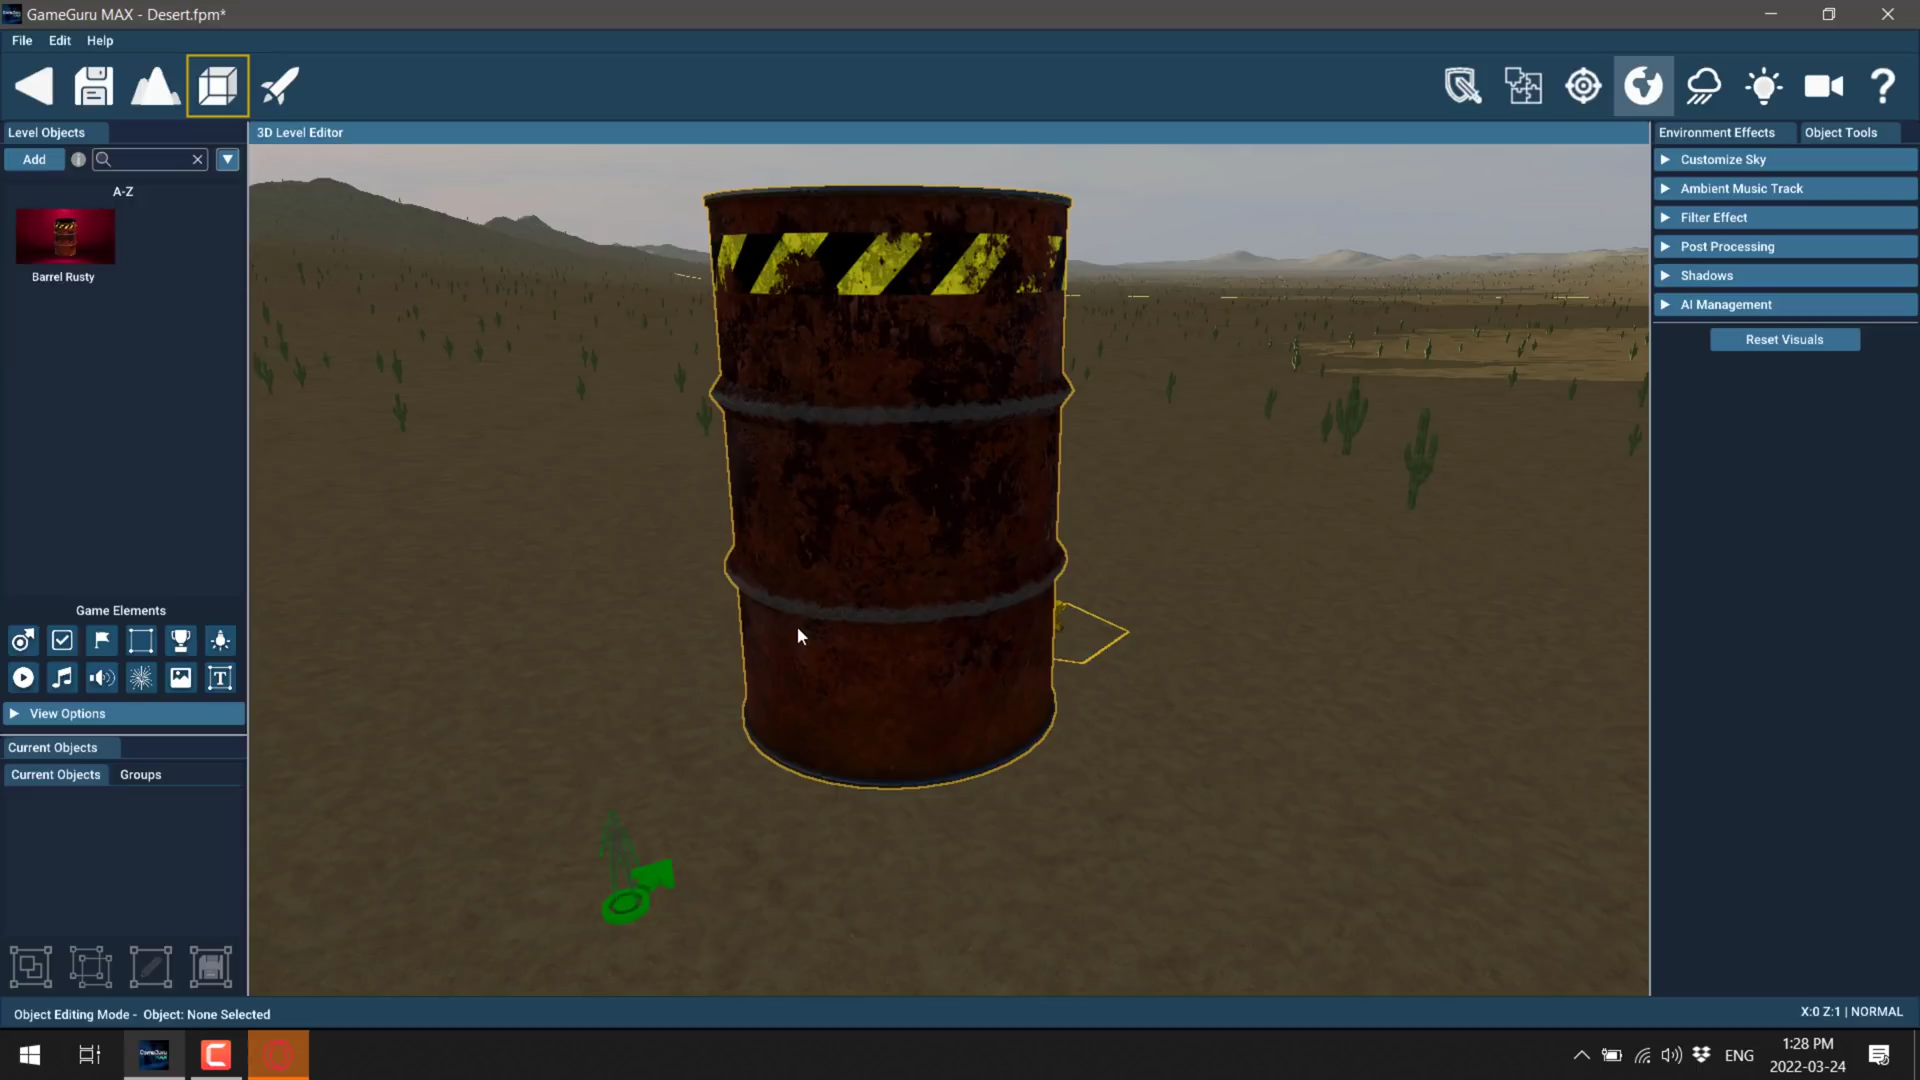 GameGuru MAX - Desert.fpm*
File Edit Help
Level Objects
3D Level Editor
Environment Effects
Object Tools
Add
A-Z
Barrel Rusty
Customize Sky
Ambient Music Track
Filter Effect
Post Processing
Shadows
AI Management
Reset Visuals
Game Elements
View Options
Current Objects
Current Objects
Groups
Object Editing Mode - Object: None Selected
X:0 Z:1 | NORMAL
ENG
1:28 PM
2022-03-24